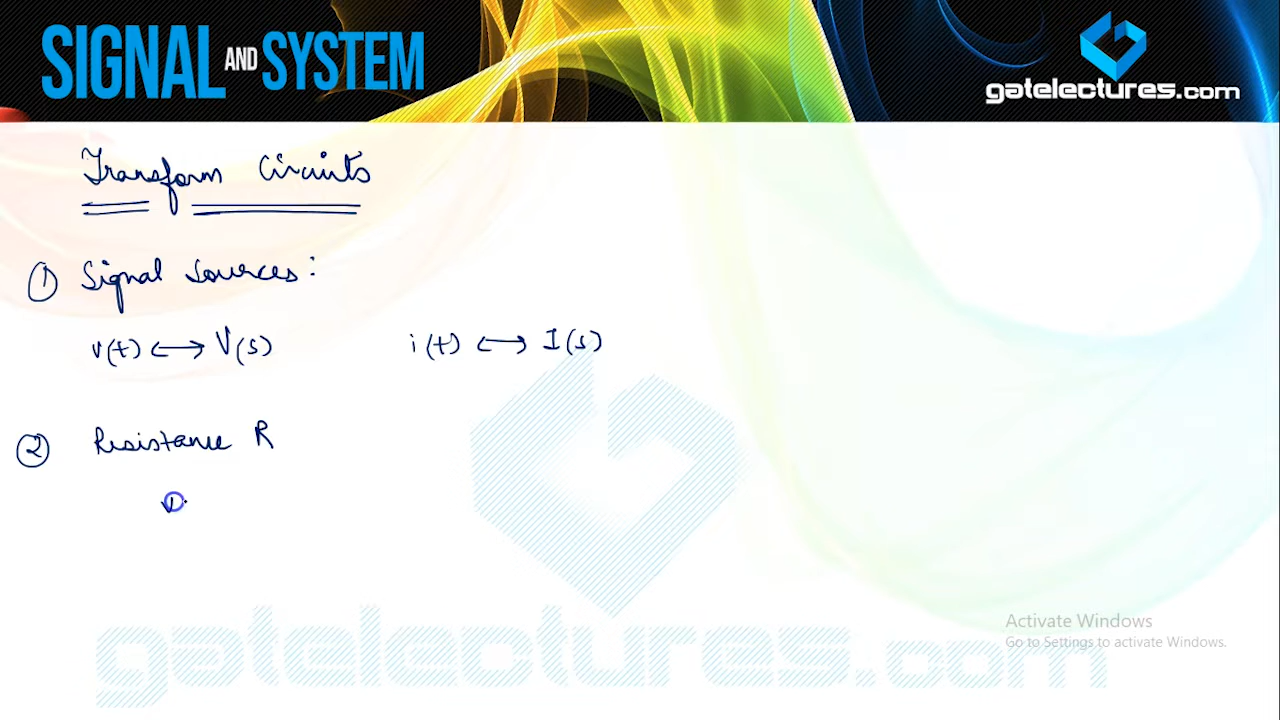 SIGNAL AND SYSTEM
gatelectures.com
Transform Circuits
① Signal Sources:
v(t) ⟷ V(s) i(t) ⟷ I(s)
② Resistance R
v
gatelectures.com
Activate Windows
Go to Settings to activate Windows.